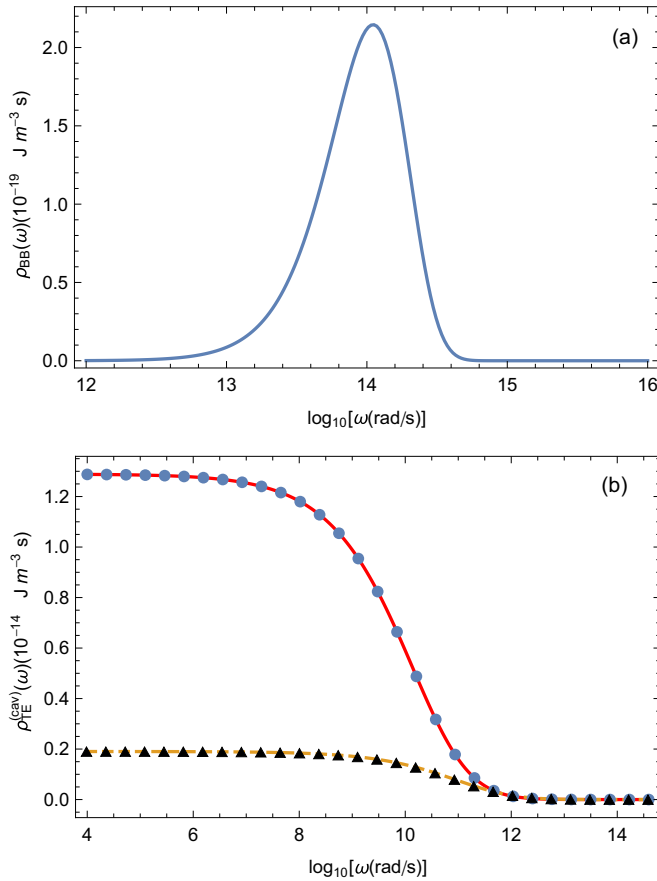 (a)
ρBB(ω)(10⁻¹⁹ J m⁻³ s)
2.0
1.5
1.0
0.5
0.0
12 13 14 15 16
log₁₀[ω(rad/s)]
(b)
ρTE^(cav)(ω)(10⁻¹⁴ J m⁻³ s)
1.2
1.0
0.8
0.6
0.4
0.2
0.0
4 6 8 10 12 14
log₁₀[ω(rad/s)]